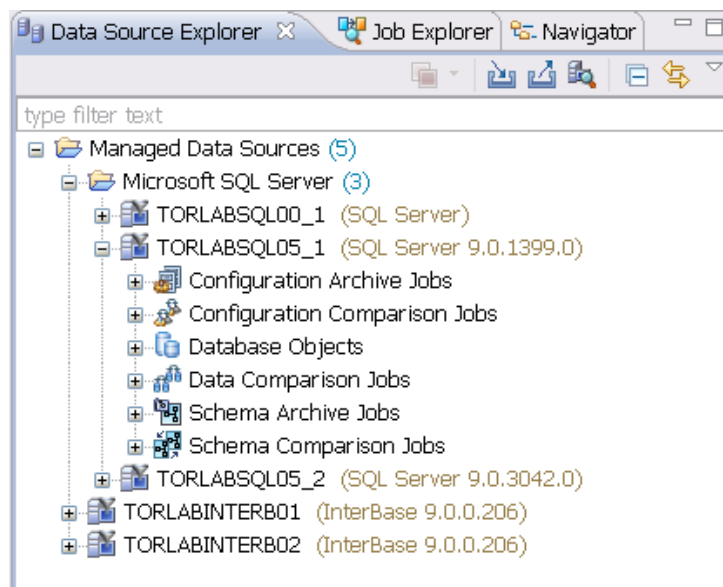 Data Source Explorer Job Explorer Navigator
type filter text
Managed Data Sources (5)
Microsoft SQL Server (3)
TORLABSQL00_1 (SQL Server)
TORLABSQL05_1 (SQL Server 9.0.1399.0)
Configuration Archive Jobs
Configuration Comparison Jobs
Database Objects
Data Comparison Jobs
Schema Archive Jobs
Schema Comparison Jobs
TORLABSQL05_2 (SQL Server 9.0.3042.0)
TORLABINTERB01 (InterBase 9.0.0.206)
TORLABINTERB02 (InterBase 9.0.0.206)